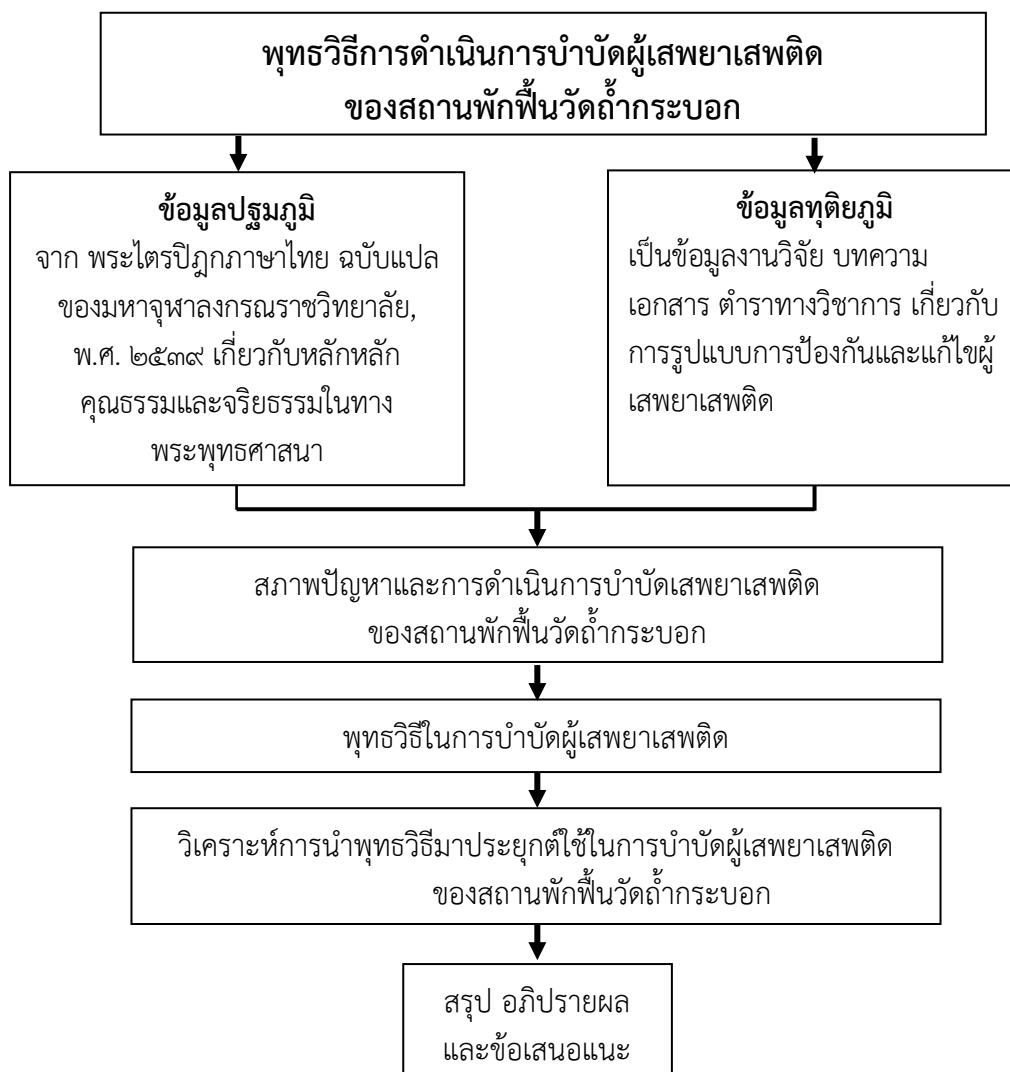 พุทธวิธีการดำเนินการบำบัดผู้เสพยาเสพติด
ของสถานพักฟื้นวัดถ้ำกระบอก
ข้อมูลปฐมภูมิ
จาก พระไตรปิฎกภาษาไทย ฉบับแปล
ของมหาจุฬาลงกรณราชวิทยาลัย,
พ.ศ. ๒๕๓๙ เกี่ยวกับหลักหลัก
คุณธรรมและจริยธรรมในทาง
พระพุทธศาสนา
ข้อมูลทุติยภูมิ
เป็นข้อมูลงานวิจัย บทความ
เอกสาร ตำราทางวิชาการ เกี่ยวกับ
การรูปแบบการป้องกันและแก้ไขผู้
เสพยาเสพติด
สภาพปัญหาและการดำเนินการบำบัดเสพยาเสพติด
ของสถานพักฟื้นวัดถ้ำกระบอก
พุทธวิธีในการบำบัดผู้เสพยาเสพติด
วิเคราะห์การนำพุทธวิธีมาประยุกต์ใช้ในการบำบัดผู้เสพยาเสพติด
ของสถานพักฟื้นวัดถ้ำกระบอก
สรุป อภิปรายผล
และข้อเสนอแนะ